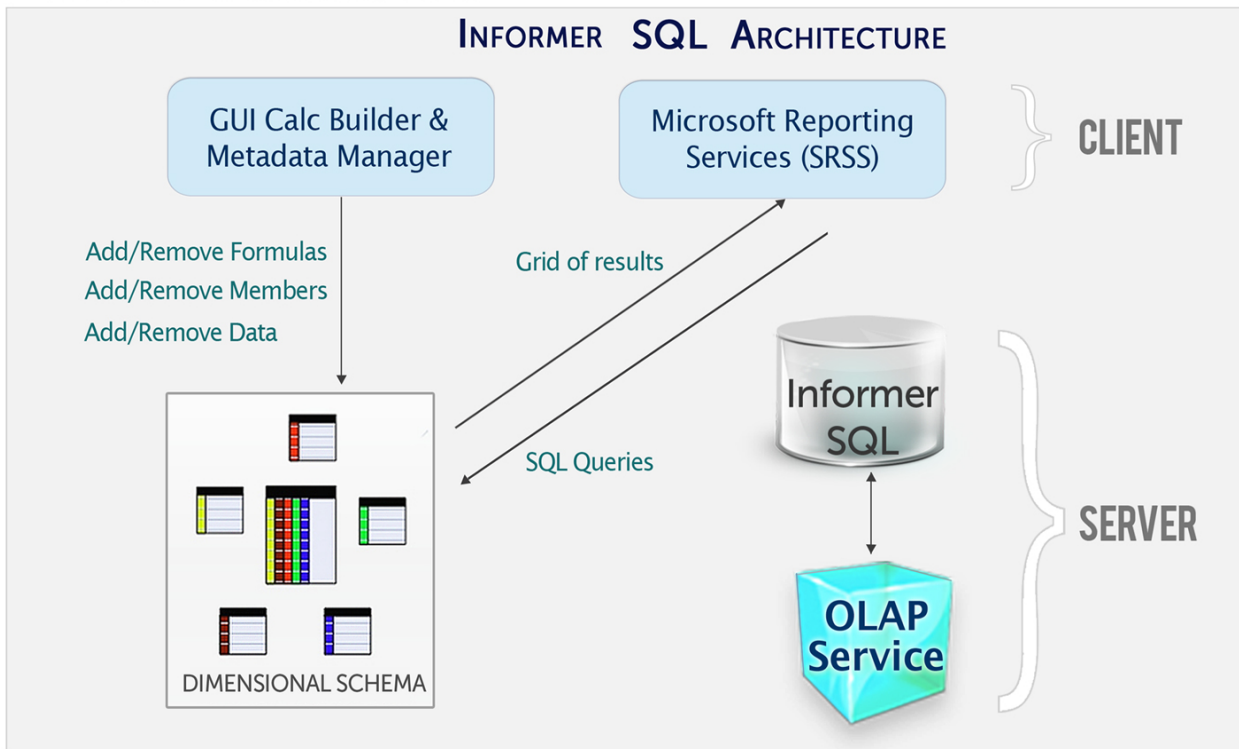 INFORMER SQL ARCHITECTURE
GUI Calc Builder &
Metadata Manager
Microsoft Reporting
Services (SRSS)
CLIENT
Add/Remove Formulas
Add/Remove Members
Add/Remove Data
Grid of results
SQL Queries
Informer
SQL
SERVER
OLAP
Service
DIMENSIONAL SCHEMA